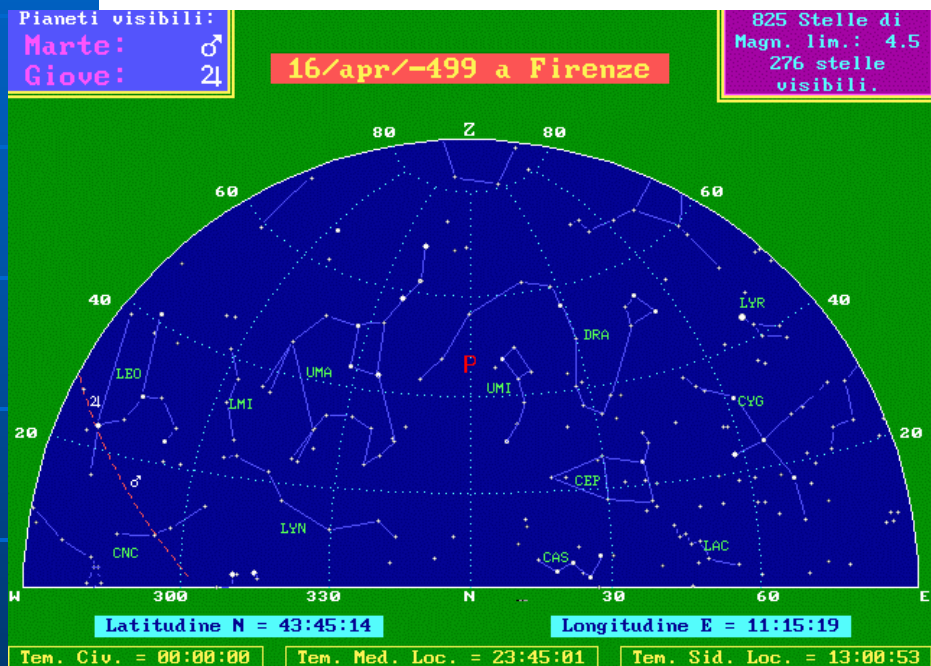 Pianeti visibili:
Marte: ♂
Giove: ♃
16/apr/-499 a Firenze
825 Stelle di
Magn. lim.: 4.5
276 stelle
visibili.
80 Z 80
60 60
40 LYR 40
DRA
P
LEO UMA UMI
♃ LMI CYG
20 20
♂ CEP
LYN
CNC CAS LAC
W 300 330 N 30 60 E
Latitudine N = 43:45:14 Longitudine E = 11:15:19
Tem. Civ. = 00:00:00 Tem. Med. Loc. = 23:45:01 Tem. Sid. Loc. = 13:00:53